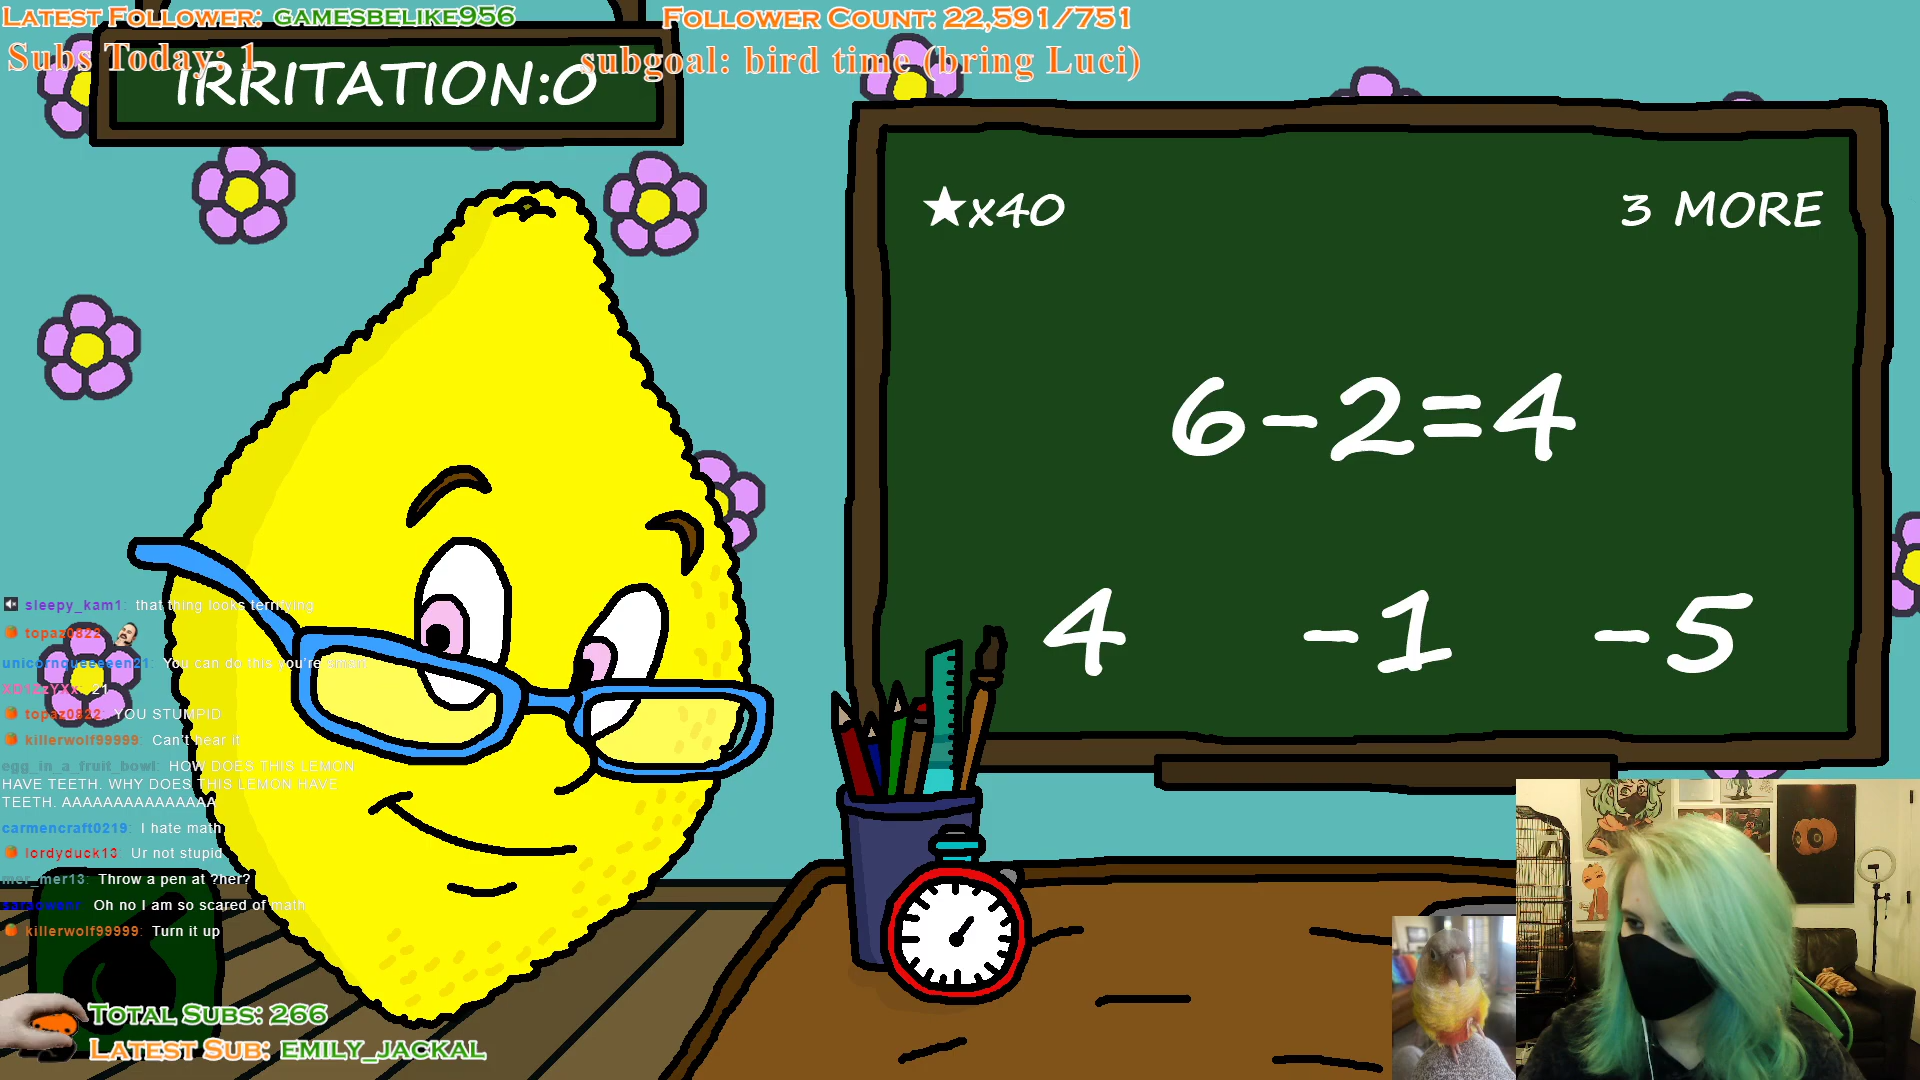 LATEST FOLLOWER: GAMESBELIKE956
FOLLOWER COUNT: 22,591/751
Subs Today: 1
subgoal: bird time (bring Luci)
IRRITATION:0
★x40
3 MORE
6-2=4
4 -1 -5
sleepy_kam1: that thing looks terrifying
topaz0822:
unicornqueeeeen21: You can do this you're smart
21
topaz0822: YOU STUMPID
killerwolf99999: Can't hear it
egg_in_a_fruit_bowl: HOW DOES THIS LEMON
HAVE TEETH. WHY DOES THIS LEMON HAVE
TEETH. AAAAAAAAAAAAAAA
carmencraft0219: I hate math
lordyduck13: Ur not stupid
mer_mer13: Throw a pen at ?her?
Oh no I am so scared of math
killerwolf99999: Turn it up
TOTAL SUBS: 266
LATEST SUB: EMILY_JACKAL